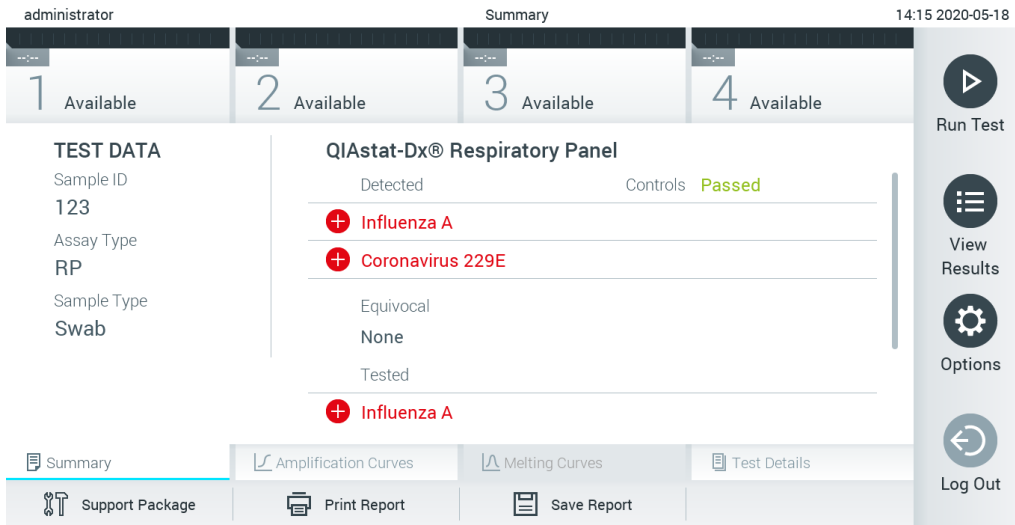 administrator
Summary
14:15 2020-05-18
--:--
1 Available
--:--
2 Available
--:--
3 Available
--:--
4 Available
Run Test
View
Results
Options
Log Out
TEST DATA
Sample ID
123
Assay Type
RP
Sample Type
Swab
QIAstat-Dx® Respiratory Panel
Detected
Controls Passed
Influenza A
Coronavirus 229E
Equivocal
None
Tested
Influenza A
Summary
Amplification Curves
Melting Curves
Test Details
Support Package
Print Report
Save Report